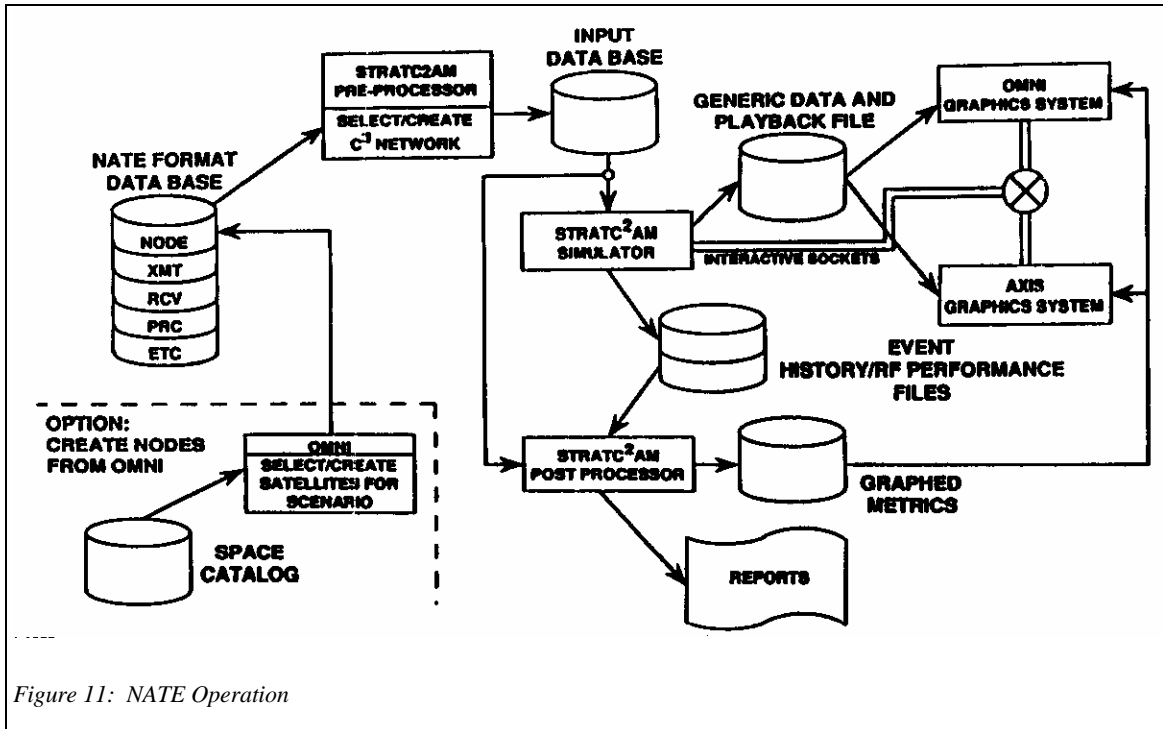 INPUT
DATA BASE
STRATC2AM
PRE-PROCESSOR
SELECT/CREATE
C³ NETWORK
OMNI
GRAPHICS SYSTEM
GENERIC DATA AND
PLAYBACK FILE
NATE FORMAT
DATA BASE
NODE
XMT
RCV
PRC
ETC
STRATC²AM
SIMULATOR
INTERACTIVE SOCKETS
AXIS
GRAPHICS SYSTEM
EVENT
HISTORY/RF PERFORMANCE
FILES
OPTION:
CREATE NODES
FROM OMNI
OMNI
SELECT/CREATE
SATELLITES FOR
SCENARIO
STRATC²AM
POST PROCESSOR
GRAPHED
METRICS
SPACE
CATALOG
REPORTS
Figure 11: NATE Operation